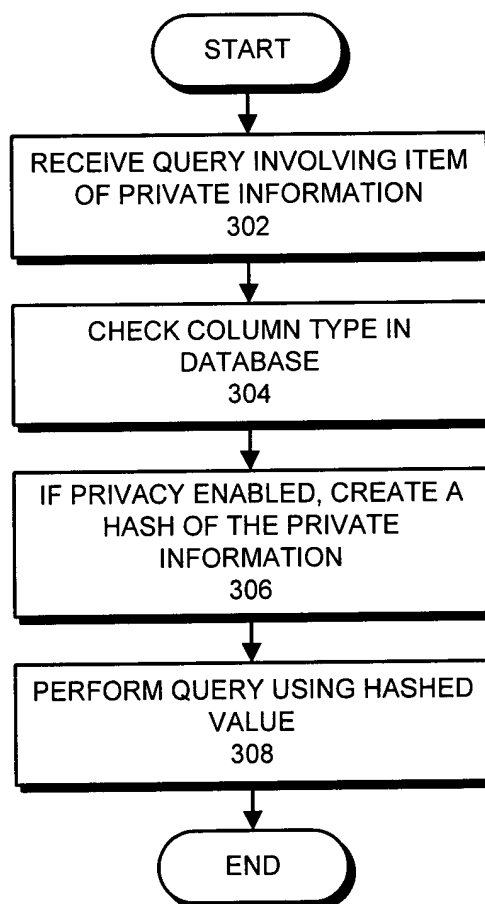 START
RECEIVE QUERY INVOLVING ITEM
OF PRIVATE INFORMATION
302
CHECK COLUMN TYPE IN
DATABASE
304
IF PRIVACY ENABLED, CREATE A
HASH OF THE PRIVATE
INFORMATION
306
PERFORM QUERY USING HASHED
VALUE
308
END